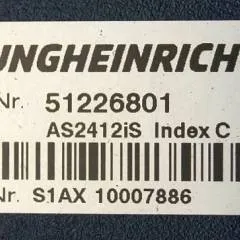 UNGHEINRICH
Nr. 51226801
AS2412iS Index C
Nr. S1AX 10007886